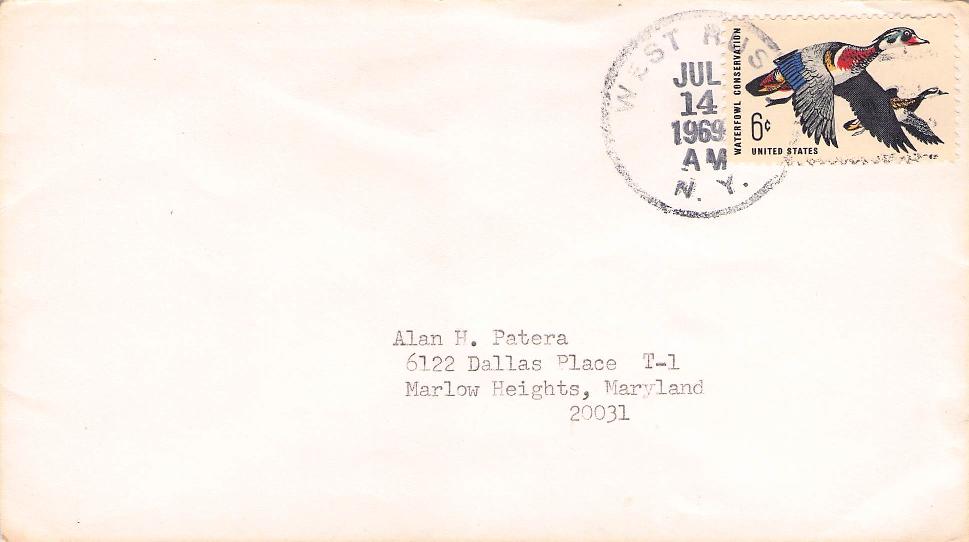 WEST
JUL
14
1969
AM
N. Y.
WATERFOWL CONSERVATION
6¢
UNITED STATES
Alan H. Patera
6122 Dallas Place T-1
Marlow Heights, Maryland
20031